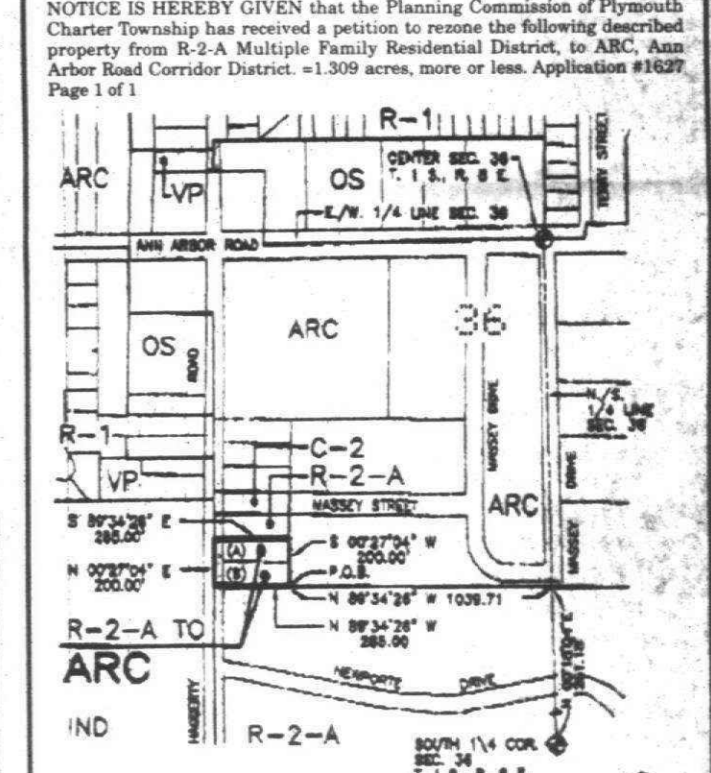 NOTICE IS HEREBY GIVEN that the Planning Commission of Plymouth
Charter Township has received a petition to rezone the following described
property from R-2-A Multiple Family Residential District, to ARC, Ann
Arbor Road Corridor District. =1.309 acres, more or less. Application #1627
Page 1 of 1
R-1
ARC
VP
OS
CENTER SEC. 36
T. 1 S., R. 8 E.
TERRY STREET
E./W. 1/4 LINE SEC. 36
ANN ARBOR ROAD
OS
ROAD
ARC
36
MASSEY DRIVE
N./S.
1/4 LINE
SEC. 36
R-1
VP
C-2
R-2-A
MASSEY STREET
ARC
MASSEY DRIVE
S 89°34'26" E
285.00'
(A)
(B)
S 00°27'04" W
200.00'
N 00°27'04" E
200.00'
P.O.B.
N 89°34'26" W 1039.71
N 89°34'26" W
285.00
R-2-A TO
ARC
IND
HAGGERTY
R-2-A
NEWPORTE DRIVE
SOUTH 1\4 COR.
SEC. 36